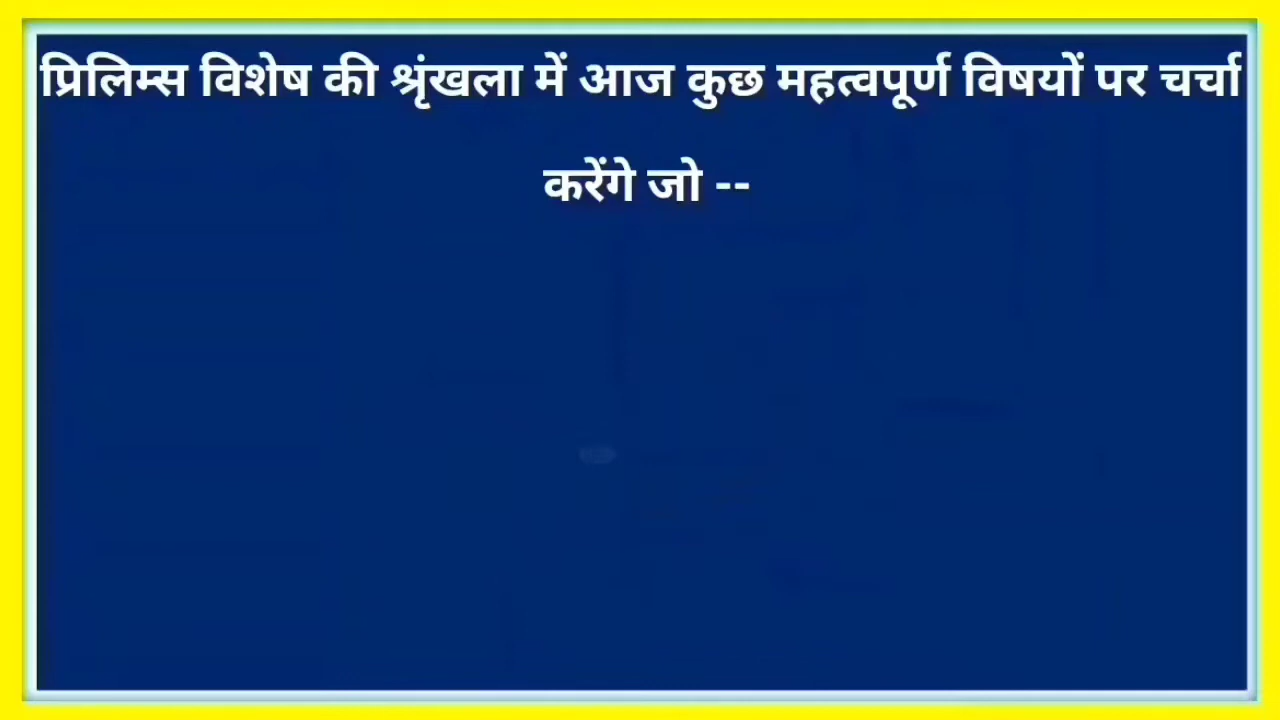 प्रिलिम्स विशेष की श्रृंखला में आज कुछ महत्वपूर्ण विषयों पर चर्चा
करेंगे जो --